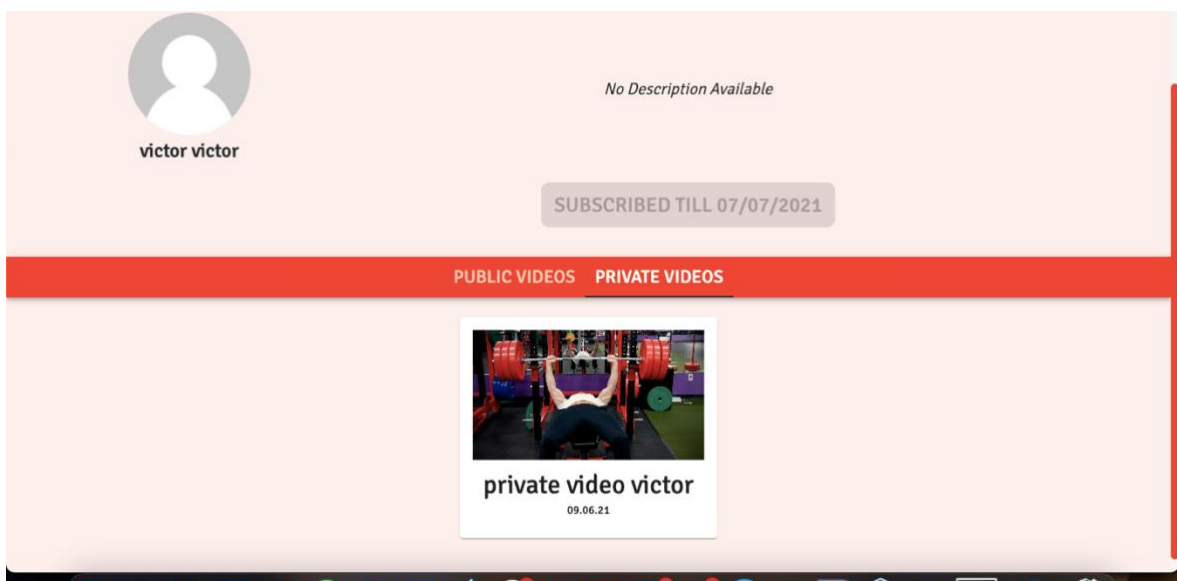 No Description Available
victor victor
SUBSCRIBED TILL 07/07/2021
PUBLIC VIDEOS PRIVATE VIDEOS
private video victor
09.06.21